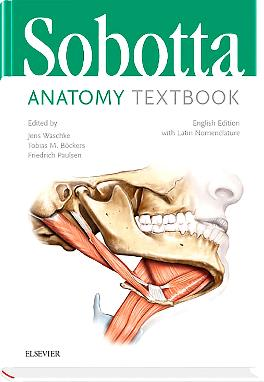 Sobotta
ANATOMY TEXTBOOK
Edited by
Jens Waschke
Tobias M. Böckers
Friedrich Paulsen
English Edition
with Latin Nomenclature
ELSEVIER